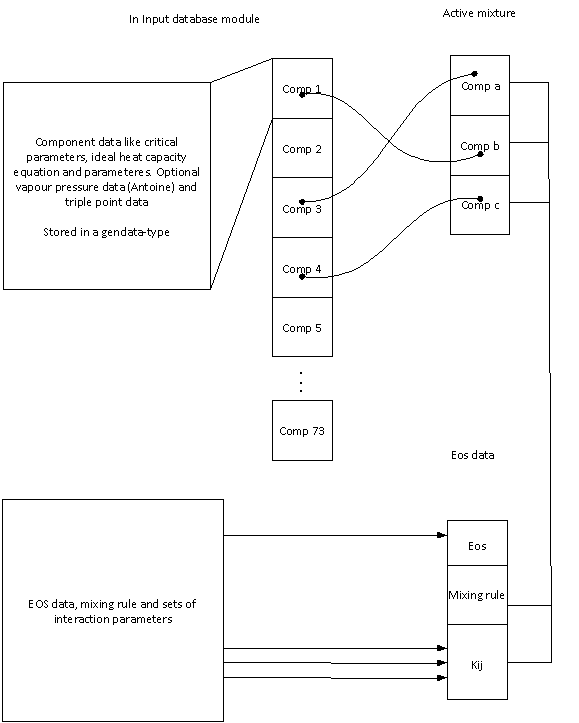 In Input database module
Active mixture
Comp 1
Comp a
Component data like critical
parameters, ideal heat capacity
equation and parameteres. Optional
vapour pressure data (Antoine) and
triple point data
Stored in a gendata-type
Comp 2
Comp b
Comp 3
Comp c
Comp 4
Comp 5
Comp 73
Eos data
EOS data, mixing rule and sets of
interaction parameters
Eos
Mixing rule
Kij